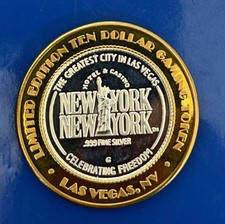 LIMITED EDITION TEN DOLLAR GAMING TOKEN
THE GREATEST CITY IN LAS VEGAS
HOTEL & CASINO
NEW YORK
NEW YORK
.999 FINE SILVER
G
CELEBRATING FREEDOM
LAS VEGAS, NV